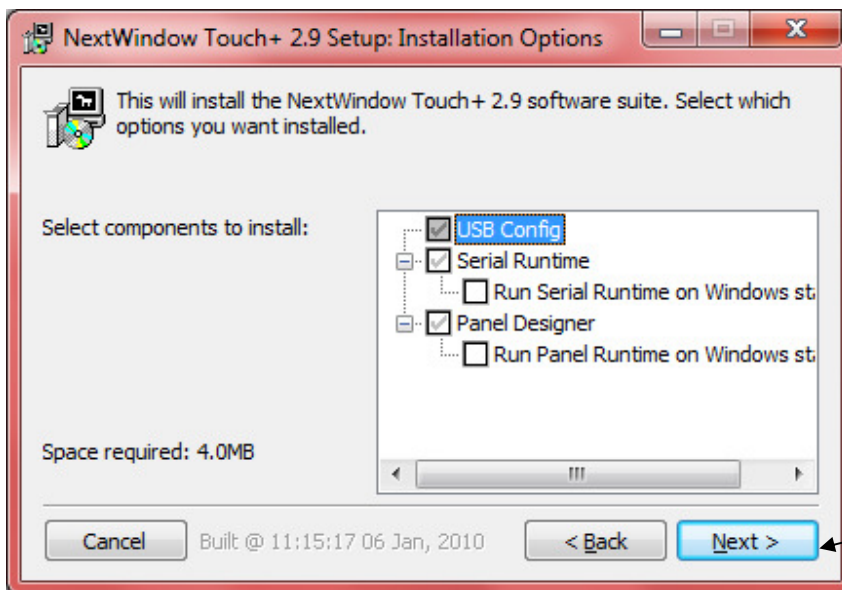 NextWindow Touch+ 2.9 Setup: Installation Options
This will install the NextWindow Touch+ 2.9 software suite. Select which
options you want installed.
Select components to install:
USB Config
Serial Runtime
Run Serial Runtime on Windows sta
Panel Designer
Run Panel Runtime on Windows sta
Space required: 4.0MB
Cancel
Built @ 11:15:17 06 Jan, 2010
< Back
Next >